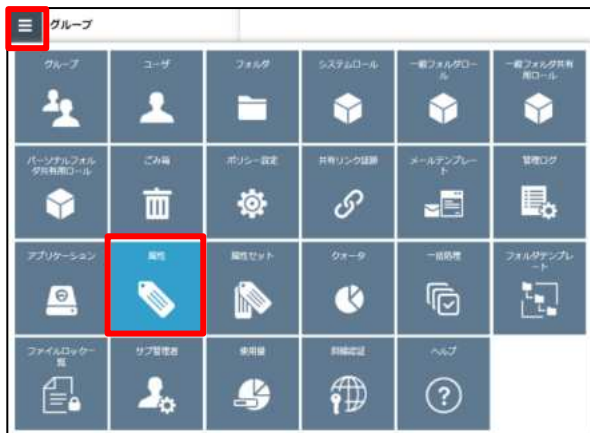 グループ
グループ
ユーザ
フォルダ
システムロール
一般フォルダロー
ル
一般フォルダ共有
用ロール
パーソナルフォル
ダ共有用ロール
ごみ箱
ポリシー設定
共有リンク証跡
メールテンプレー
ト
管理ログ
アプリケーション
属性
属性セット
クォータ
一括処理
フォルダテンプレ
ート
ファイルロック一
覧
サブ管理者
使用量
詳細認証
ヘルプ